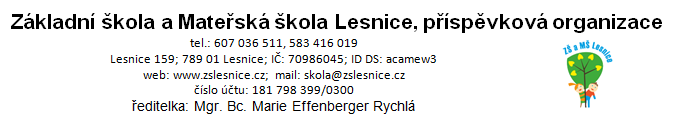 Základní škola a Mateřská škola Lesnice, příspěvková organizace
tel.: 607 036 511, 583 416 019
Lesnice 159; 789 01 Lesnice; IČ: 70986045; ID DS: acamew3
web: www.zslesnice.cz;  mail: skola@zslesnice.cz
číslo účtu: 181 798 399/0300
ředitelka: Mgr. Bc. Marie Effenberger Rychlá
ZŠ a MŠ Lesnice